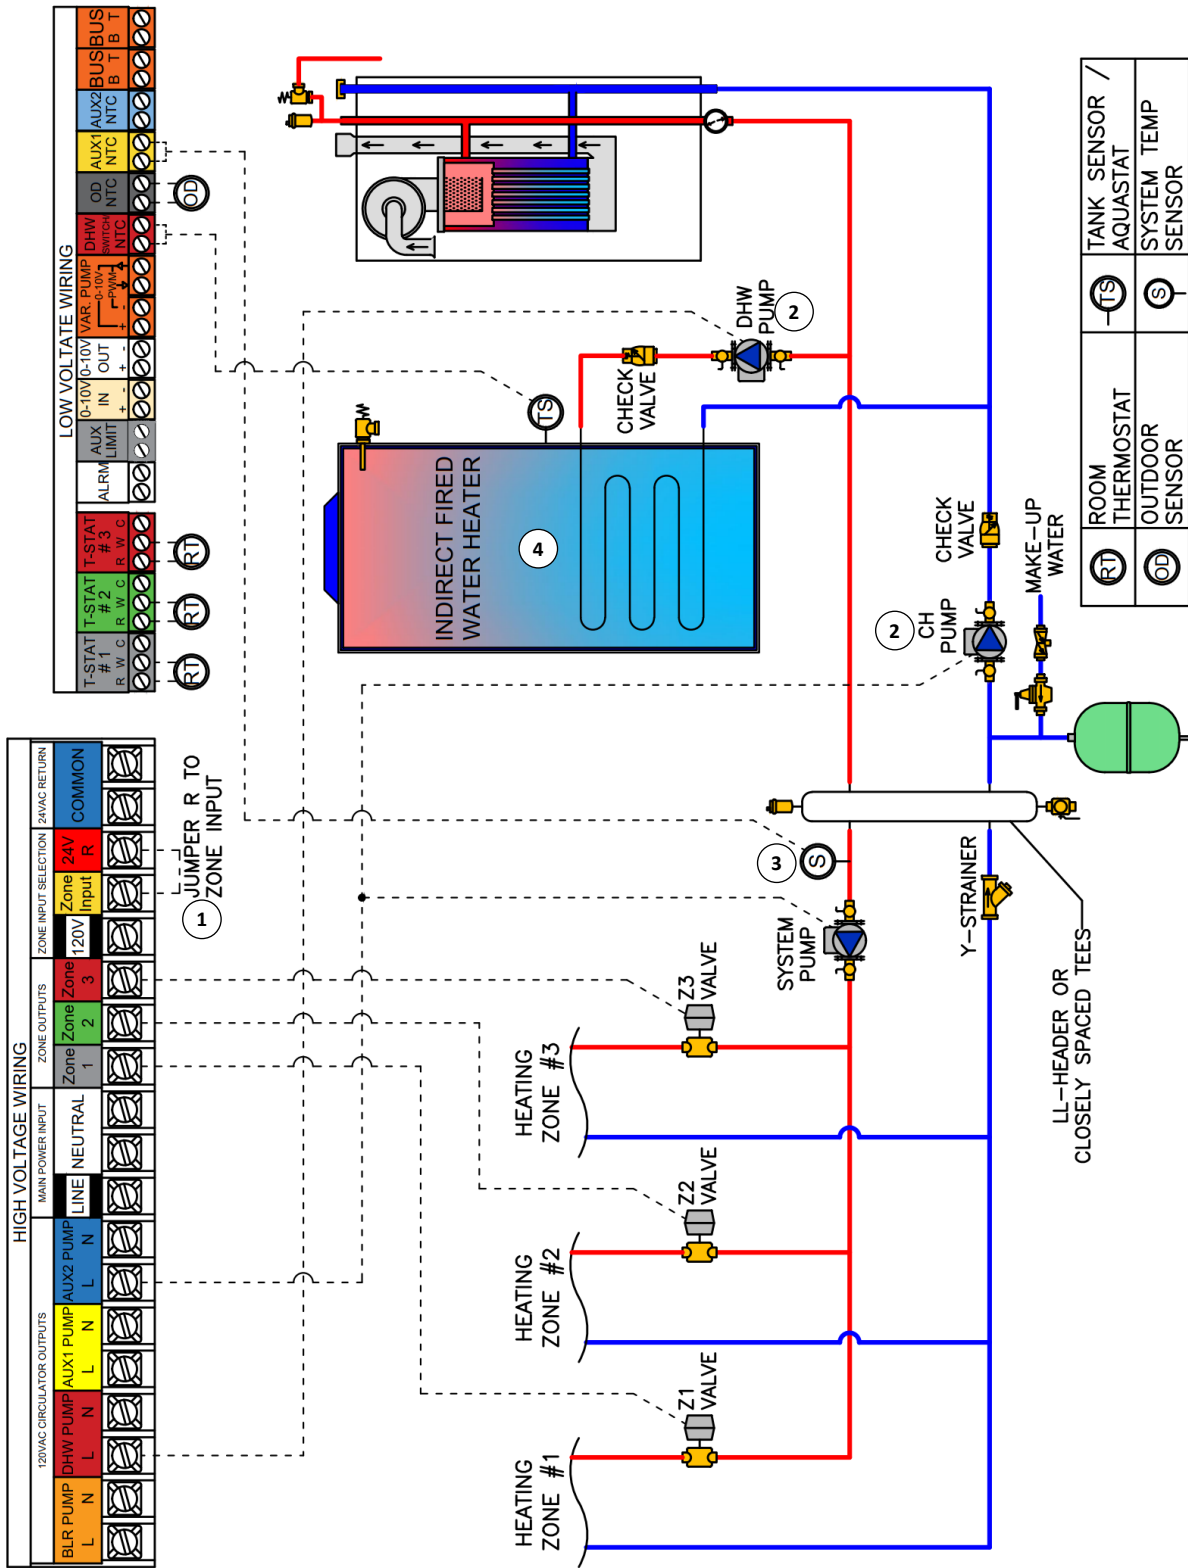 HIGH VOLTAGE WIRING
120VAC CIRCULATOR OUTPUTS
MAIN POWER INPUT
ZONE OUTPUTS
ZONE INPUT SELECTION
24VAC RETURN
BLR PUMP
L N
DHW PUMP
L N
AUX1 PUMP
L N
AUX2 PUMP
L N
LINE
NEUTRAL
Zone
1
Zone
2
Zone
3
120V
Zone
Input
24V
R
COMMON
JUMPER R TO
ZONE INPUT
1
LOW VOLTATE WIRING
T-STAT
# 1
R W C
T-STAT
# 2
R W C
T-STAT
# 3
R W C
ALRM
AUX
LIMIT
0-10V
IN
+ -
0-10V
OUT
+ -
VAR. PUMP
0-10V
PWM
+ -
DHW
SWITCH/
NTC
OD
NTC
AUX1
NTC
AUX2
NTC
BUS
B T
BUS
B T
RT
RT
RT
OD
INDIRECT FIRED
WATER HEATER
4
TS
CHECK
VALVE
DHW
PUMP
2
HEATING
ZONE #1
Z1
VALVE
HEATING
ZONE #2
Z2
VALVE
HEATING
ZONE #3
Z3
VALVE
SYSTEM
PUMP
3
S
2
CH
PUMP
CHECK
VALVE
MAKE-UP
WATER
Y-STRAINER
LL-HEADER OR
CLOSELY SPACED TEES
RT
ROOM
THERMOSTAT
TS
TANK SENSOR /
AQUASTAT
OD
OUTDOOR
SENSOR
S
SYSTEM TEMP
SENSOR